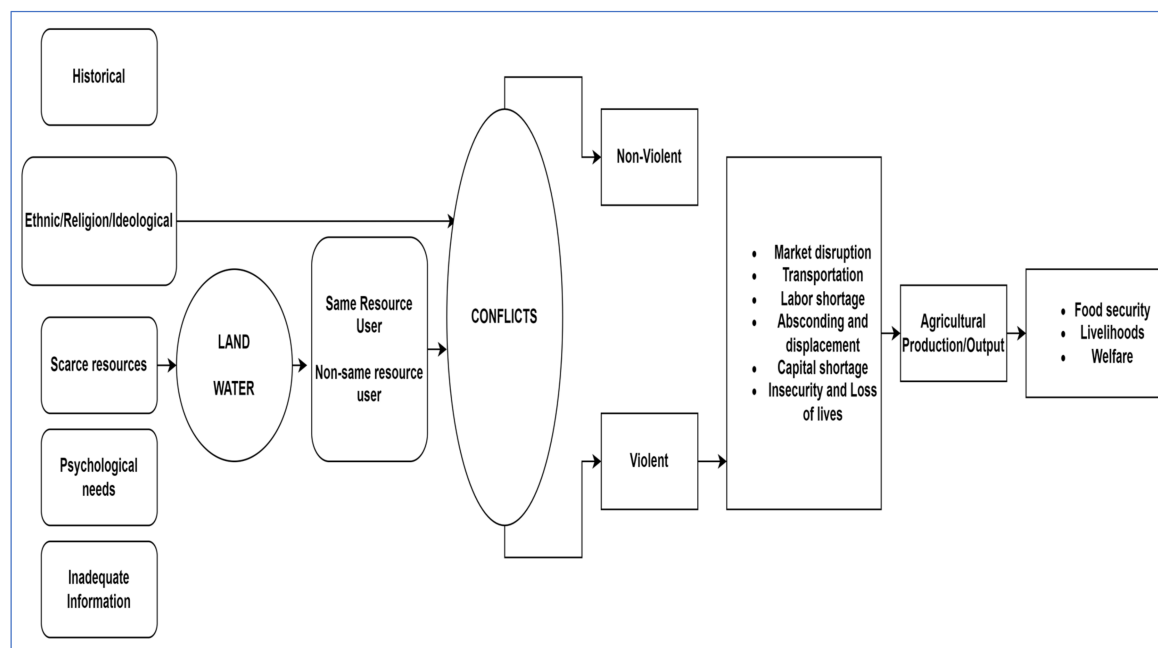 Historical
Ethnic/Religion/Ideological
Scarce resources
Psychological
needs
Inadequate
Information
LAND
WATER
Same Resource
User
Non-same resource
user
CONFLICTS
Non-Violent
Violent
• Market disruption
• Transportation
• Labor shortage
• Absconding and
displacement
• Capital shortage
• Insecurity and Loss
of lives
Agricultural
Production/Output
• Food security
• Livelihoods
• Welfare